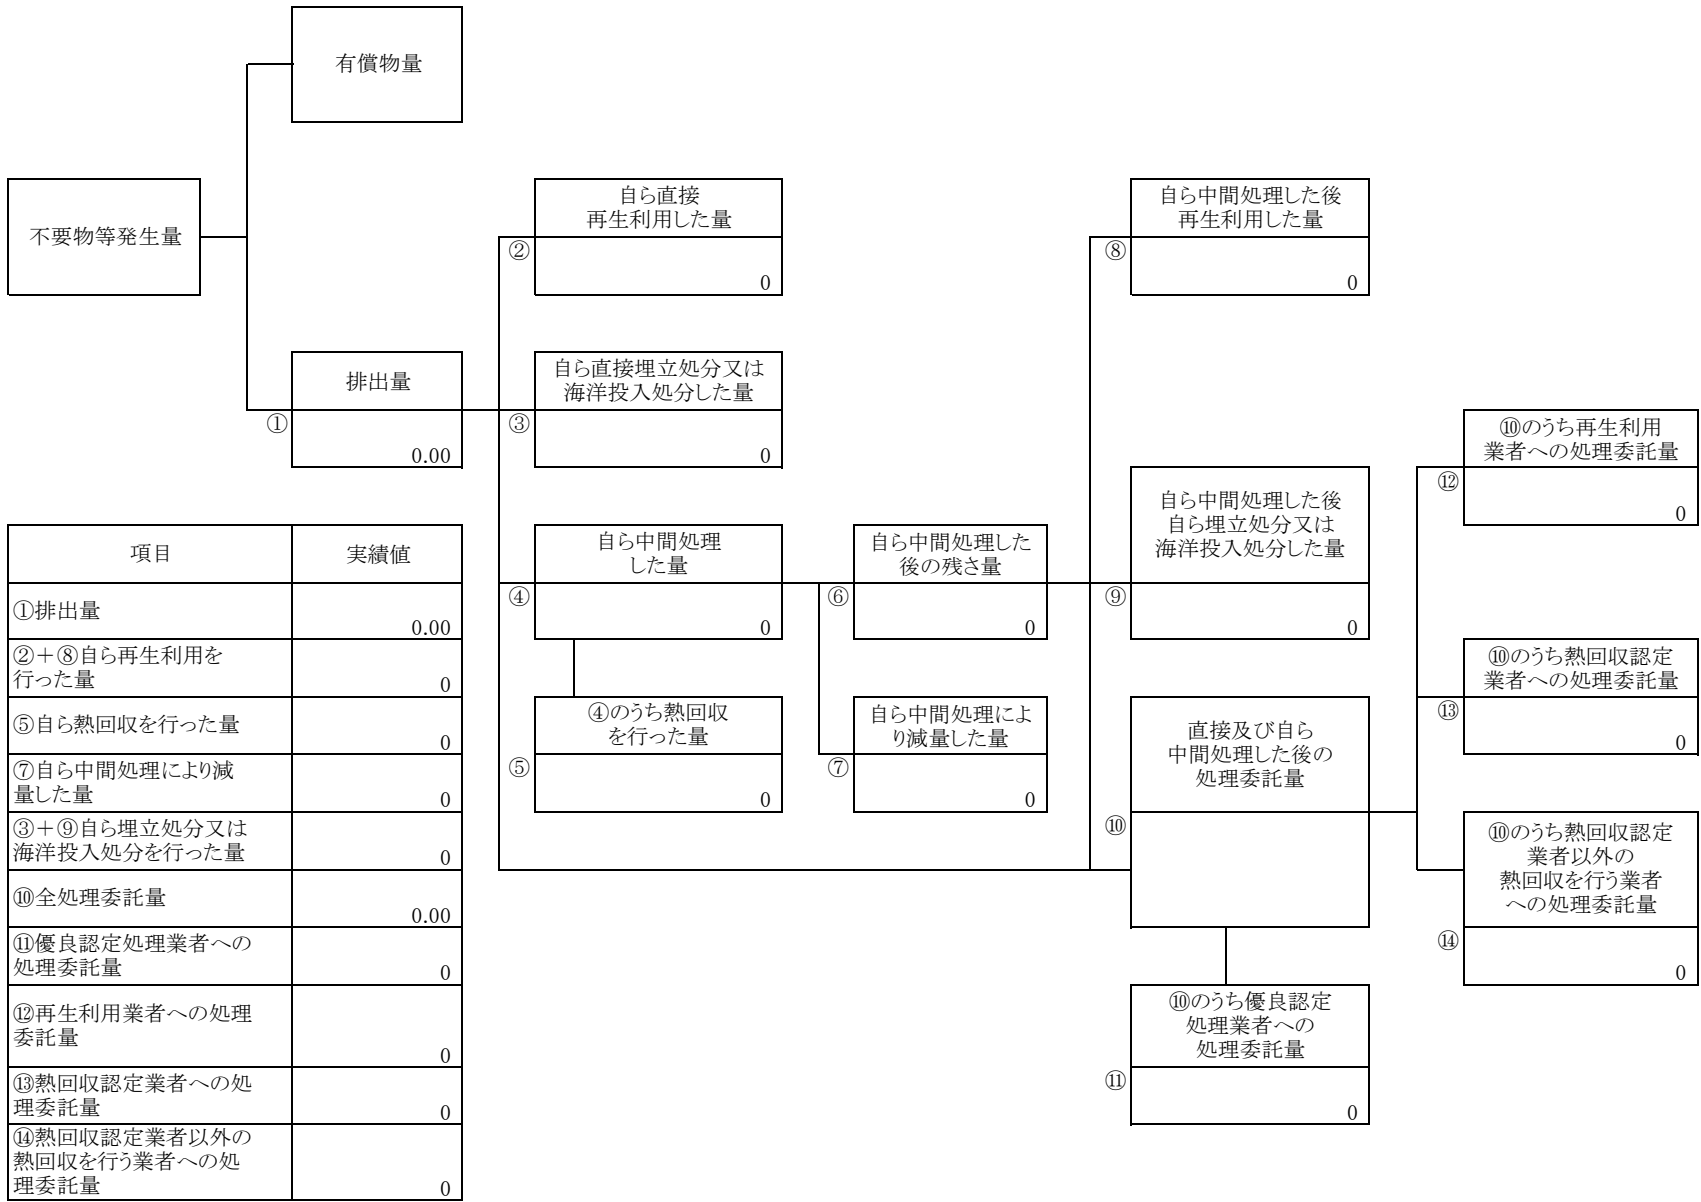 有償物量
不要物等発生量
自ら直接
再生利用した量
②
0
自ら中間処理した後
再生利用した量
⑧
0
排出量
①
0.00
自ら直接埋立処分又は
海洋投入処分した量
③
0
⑩のうち再生利用
業者への処理委託量
⑫
0
自ら中間処理
した量
④
0
自ら中間処理した
後の残さ量
⑥
0
自ら中間処理した後
自ら埋立処分又は
海洋投入処分した量
⑨
0
⑩のうち熱回収認定
業者への処理委託量
⑬
0
④のうち熱回収
を行った量
⑤
0
自ら中間処理によ
り減量した量
⑦
0
直接及び自ら
中間処理した後の
処理委託量
⑩
⑩のうち熱回収認定
業者以外の
熱回収を行う業者
への処理委託量
⑭
0
⑩のうち優良認定
処理業者への
処理委託量
⑪
0
項目 実績値
①排出量
0.00
②＋⑧自ら再生利用を
行った量
0
⑤自ら熱回収を行った量
0
⑦自ら中間処理により減
量した量
0
③＋⑨自ら埋立処分又は
海洋投入処分を行った量
0
⑩全処理委託量
0.00
⑪優良認定処理業者への
処理委託量
0
⑫再生利用業者への処理
委託量
0
⑬熱回収認定業者への処
理委託量
0
⑭熱回収認定業者以外の
熱回収を行う業者への処
理委託量
0